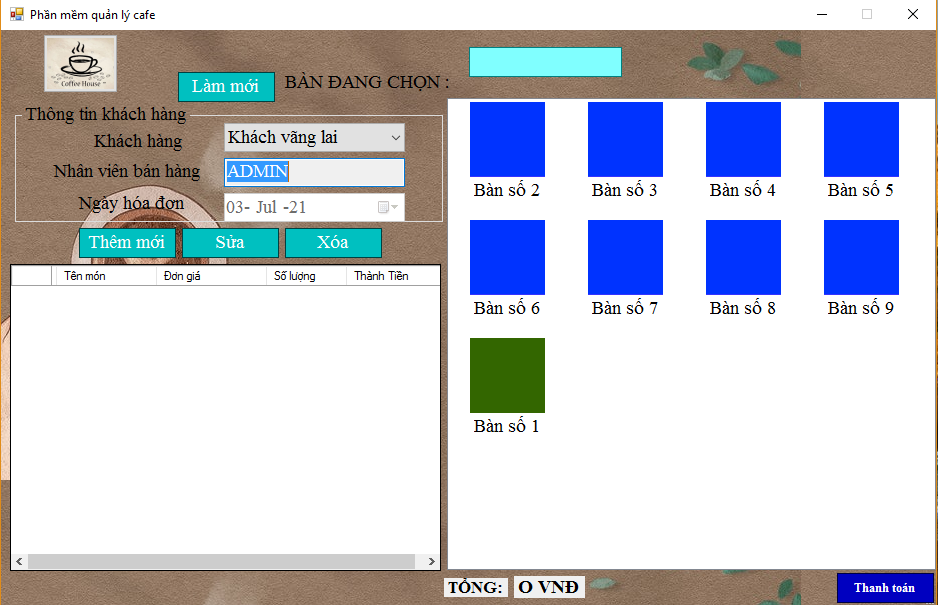 Phần mềm quản lý cafe
Coffee House
Làm mới
BÀN ĐANG CHỌN :
Thông tin khách hàng
Khách hàng
Khách vãng lai
Nhân viên bán hàng
ADMIN
Ngày hóa đơn
03- Jul -21
Thêm mới
Sửa
Xóa
Tên món
Đơn giá
Số lượng
Thành Tiền
Bàn số 2
Bàn số 3
Bàn số 4
Bàn số 5
Bàn số 6
Bàn số 7
Bàn số 8
Bàn số 9
Bàn số 1
TỔNG:
O VNĐ
Thanh toán